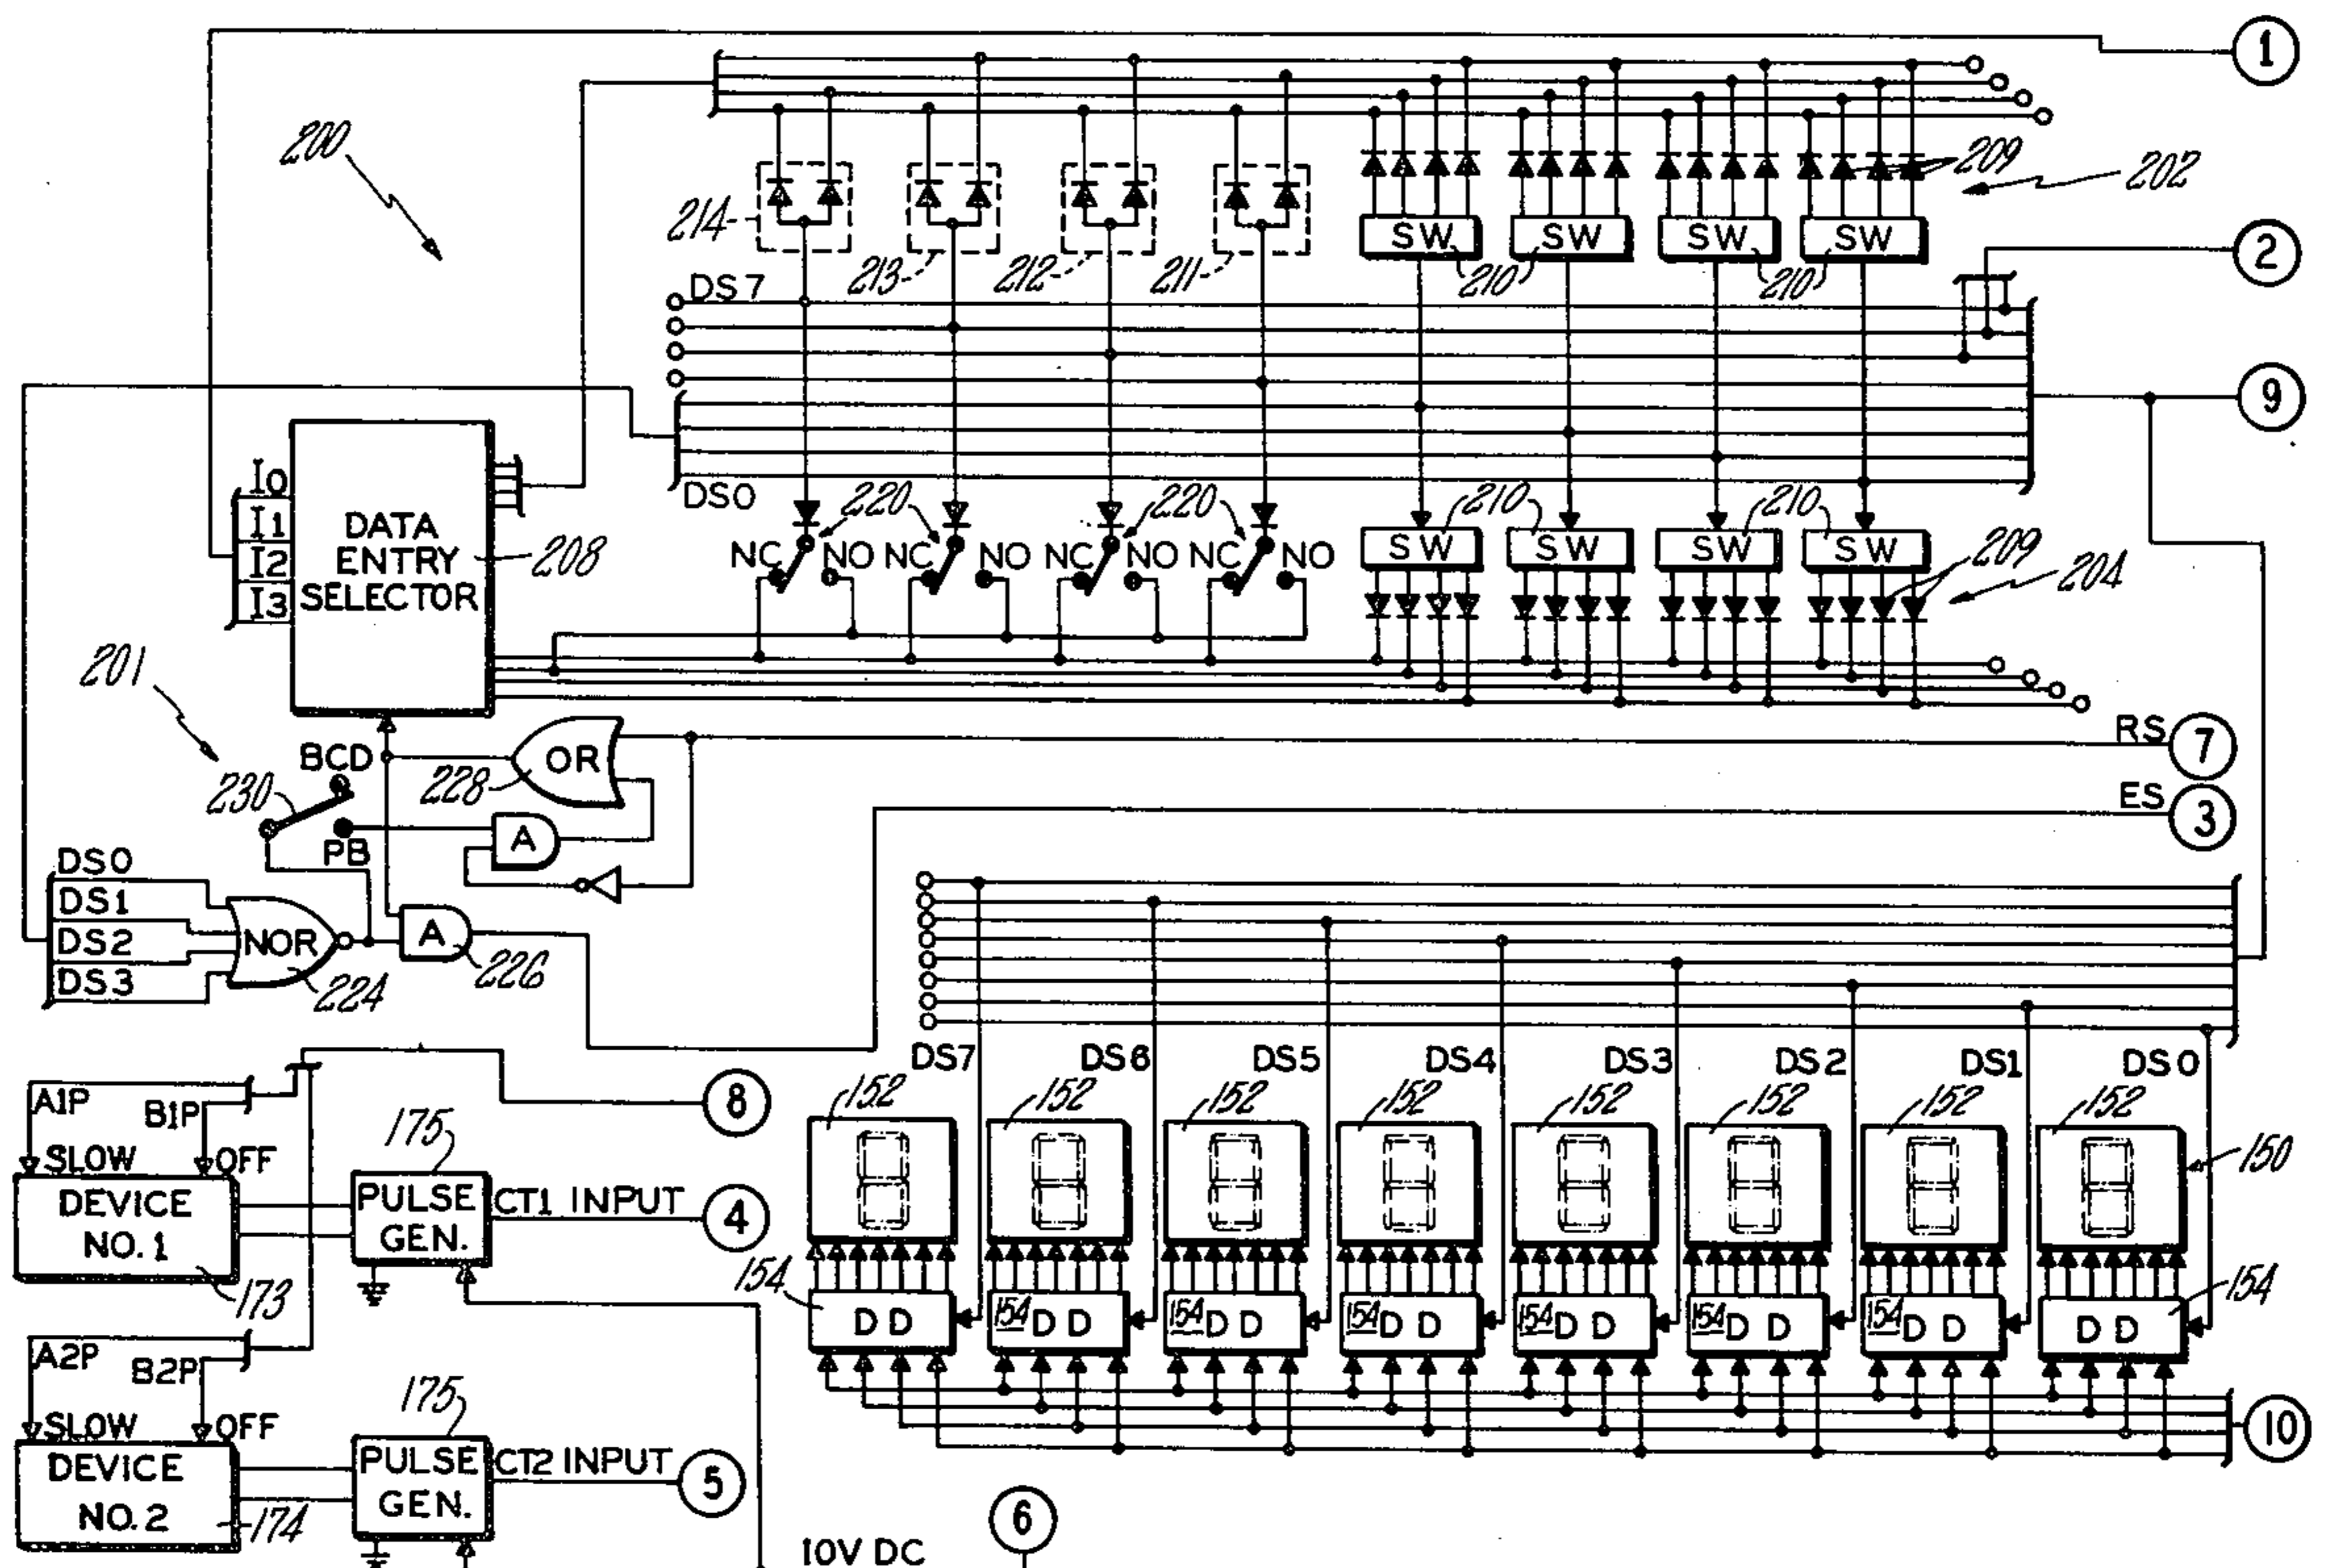 1
200
214
213
212
211
SW
SW
SW
SW
210
210
209
202
2
DS7
9
DS0
I0
I1
I2
I3
DATA
ENTRY
SELECTOR
208
220
220
NC
NO
NC
NO
NC
NO
NC
NO
210
210
SW
SW
SW
SW
209
204
201
BCD
230
PB
228
OR
A
RS
7
ES
3
DS0
DS1
DS2
DS3
NOR
224
A
226
A1P
B1P
8
SLOW
OFF
DEVICE
NO. 1
173
175
PULSE
GEN.
CT1 INPUT
4
A2P
B2P
SLOW
OFF
DEVICE
NO. 2
174
175
PULSE
GEN.
CT2 INPUT
5
10V DC
6
DS7
DS6
DS5
DS4
DS3
DS2
DS1
DS0
152
152
152
152
152
152
152
152
150
154
DD
154 DD
154 DD
154 DD
154 DD
154 DD
154 DD
DD
154
10